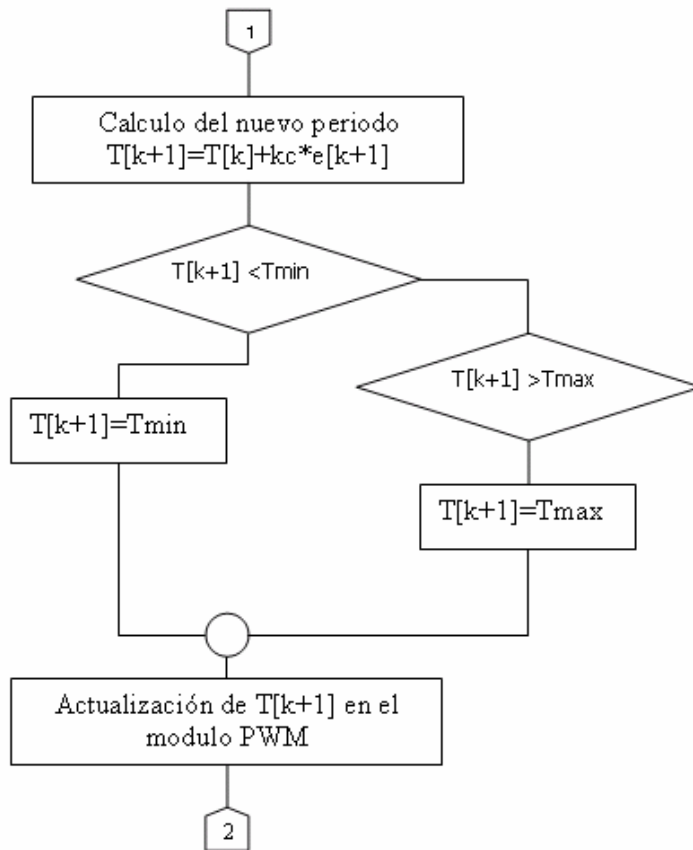 1
Calculo del nuevo periodo
T[k+1]=T[k]+kc*e[k+1]
T[k+1] <Tmin
T[k+1] >Tmax
T[k+1]=Tmin
T[k+1]=Tmax
Actualización de T[k+1] en el
modulo PWM
2